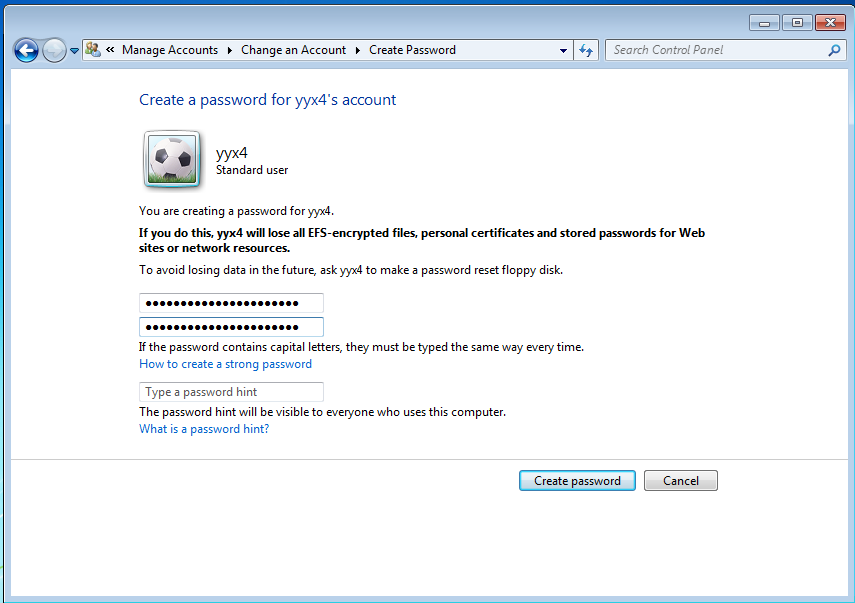 « Manage Accounts ▸ Change an Account ▸ Create Password
Search Control Panel
Create a password for yyx4's account
yyx4
Standard user
You are creating a password for yyx4.
If you do this, yyx4 will lose all EFS-encrypted files, personal certificates and stored passwords for Web
sites or network resources.
To avoid losing data in the future, ask yyx4 to make a password reset floppy disk.
If the password contains capital letters, they must be typed the same way every time.
How to create a strong password
Type a password hint
The password hint will be visible to everyone who uses this computer.
What is a password hint?
Create password
Cancel